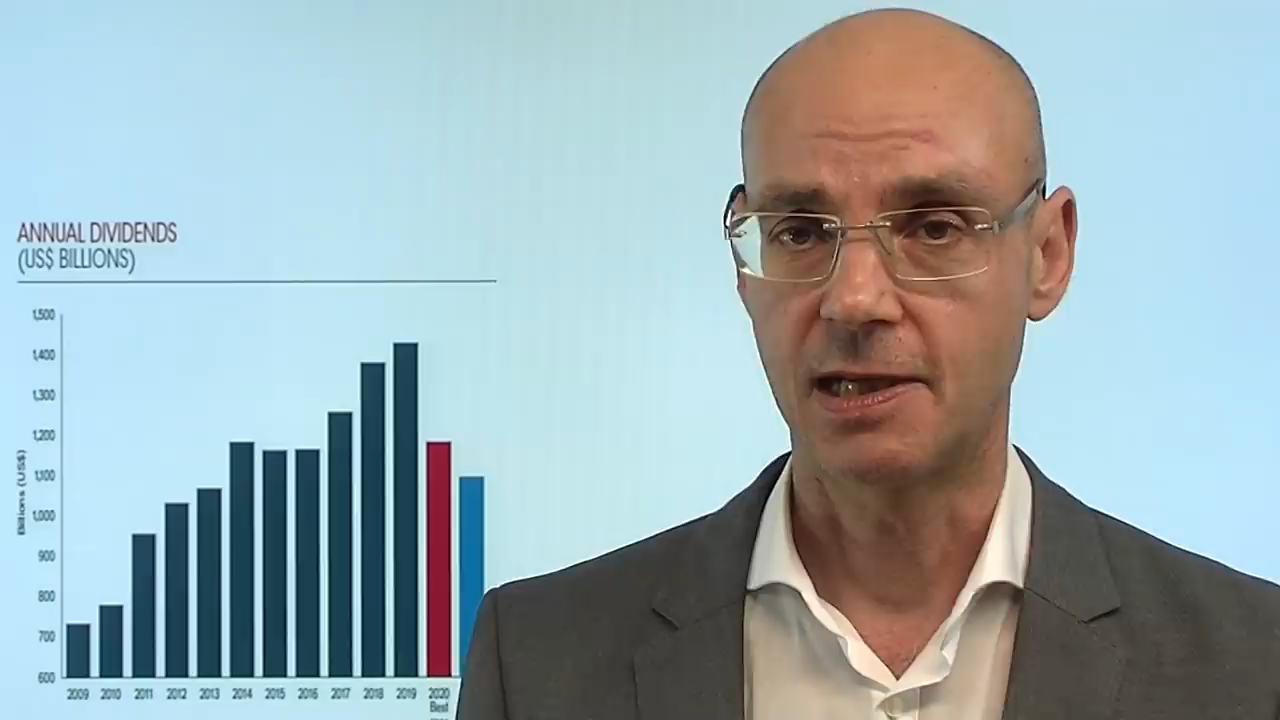 ANNUAL DIVIDENDS
(US$ BILLIONS)
1,500
1,400
1,300
1,200
1,100
1,000
900
800
700
600
Billions (US$)
2009 2010 2011 2012 2013 2014 2015 2016 2017 2018 2019 2020
Best